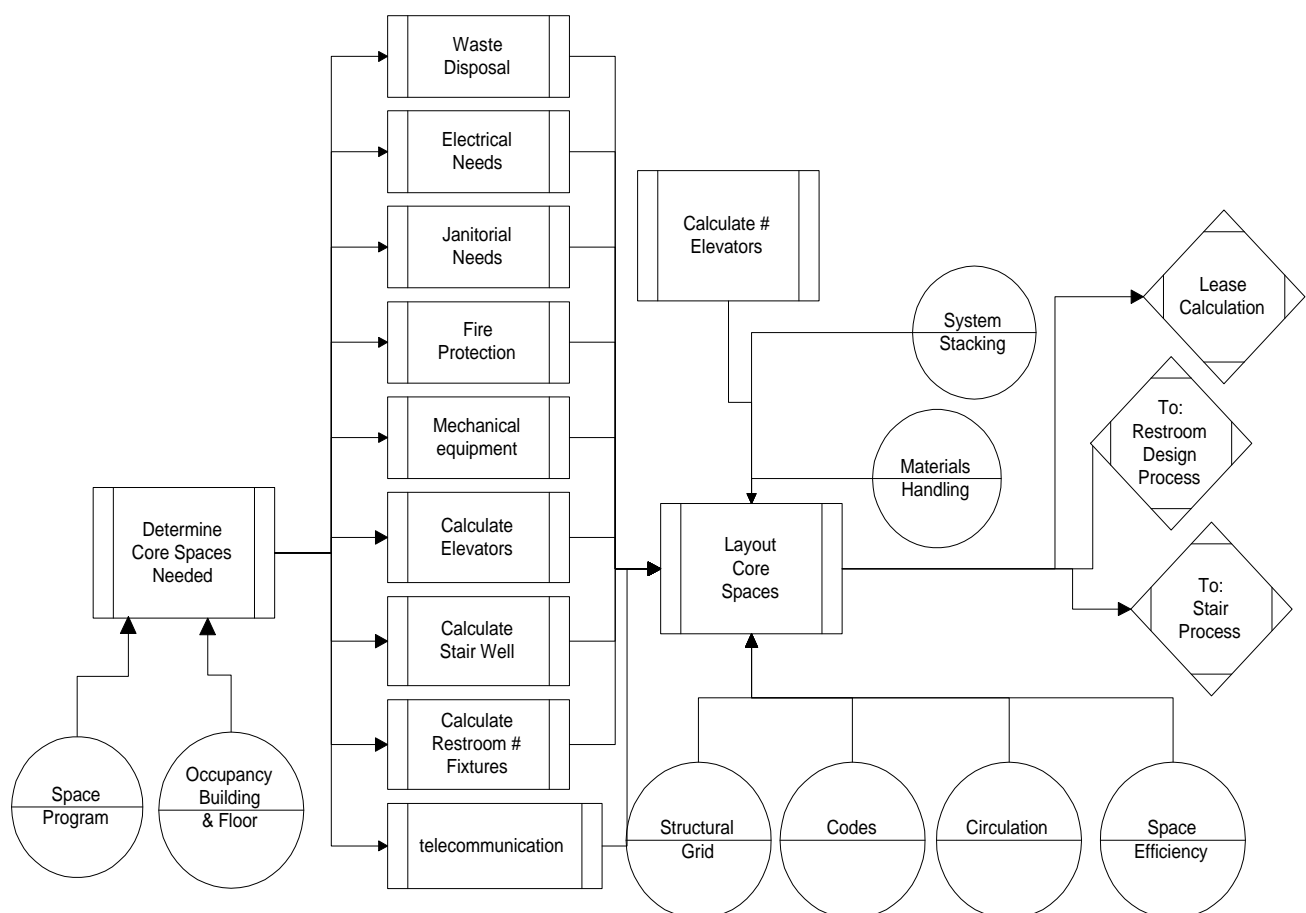 Waste
Disposal
Electrical
Needs
Janitorial
Needs
Fire
Protection
Mechanical
equipment
Calculate
Elevators
Calculate
Stair Well
Calculate
Restroom #
Fixtures
telecommunication
Determine
Core Spaces
Needed
Space
Program
Occupancy
Building
& Floor
Calculate #
Elevators
System
Stacking
Materials
Handling
Layout
Core
Spaces
Structural
Grid
Codes
Circulation
Space
Efficiency
Lease
Calculation
To:
Restroom
Design
Process
To:
Stair
Process